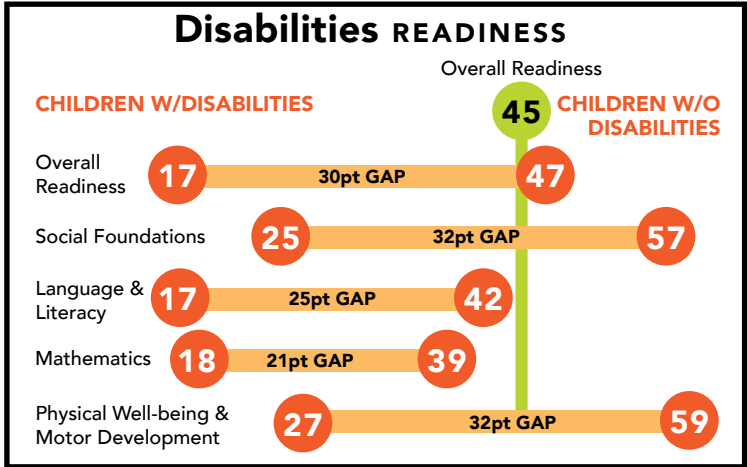 Disabilities READINESS
Overall Readiness
CHILDREN W/DISABILITIES
45
CHILDREN W/O
DISABILITIES
Overall
Readiness
17
30pt GAP
47
Social Foundations
25
32pt GAP
57
Language &
Literacy
17
25pt GAP
42
Mathematics
18
21pt GAP
39
Physical Well-being &
Motor Development
27
32pt GAP
59